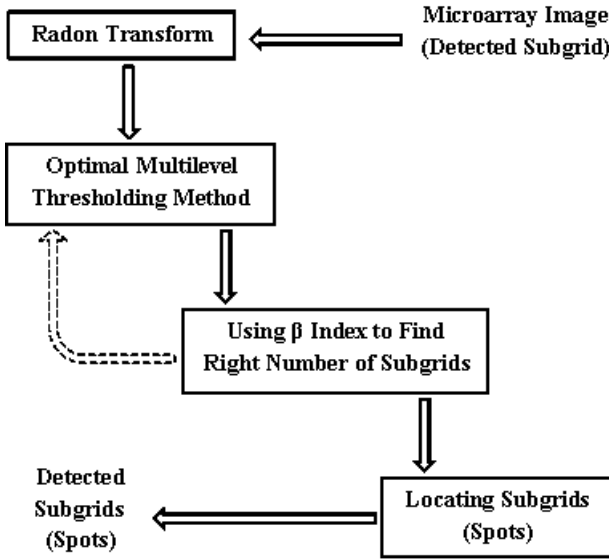 Microarray Image
(Detected Subgrid)
Radon Transform
Optimal Multilevel
Thresholding Method
Using β Index to Find
Right Number of Subgrids
Locating Subgrids
(Spots)
Detected
Subgrids
(Spots)